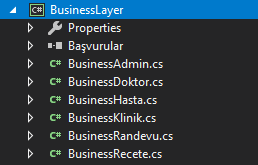 C# BusinessLayer
Properties
Başvurular
C# BusinessAdmin.cs
C# BusinessDoktor.cs
C# BusinessHasta.cs
C# BusinessKlinik.cs
C# BusinessRandevu.cs
C# BusinessRecete.cs